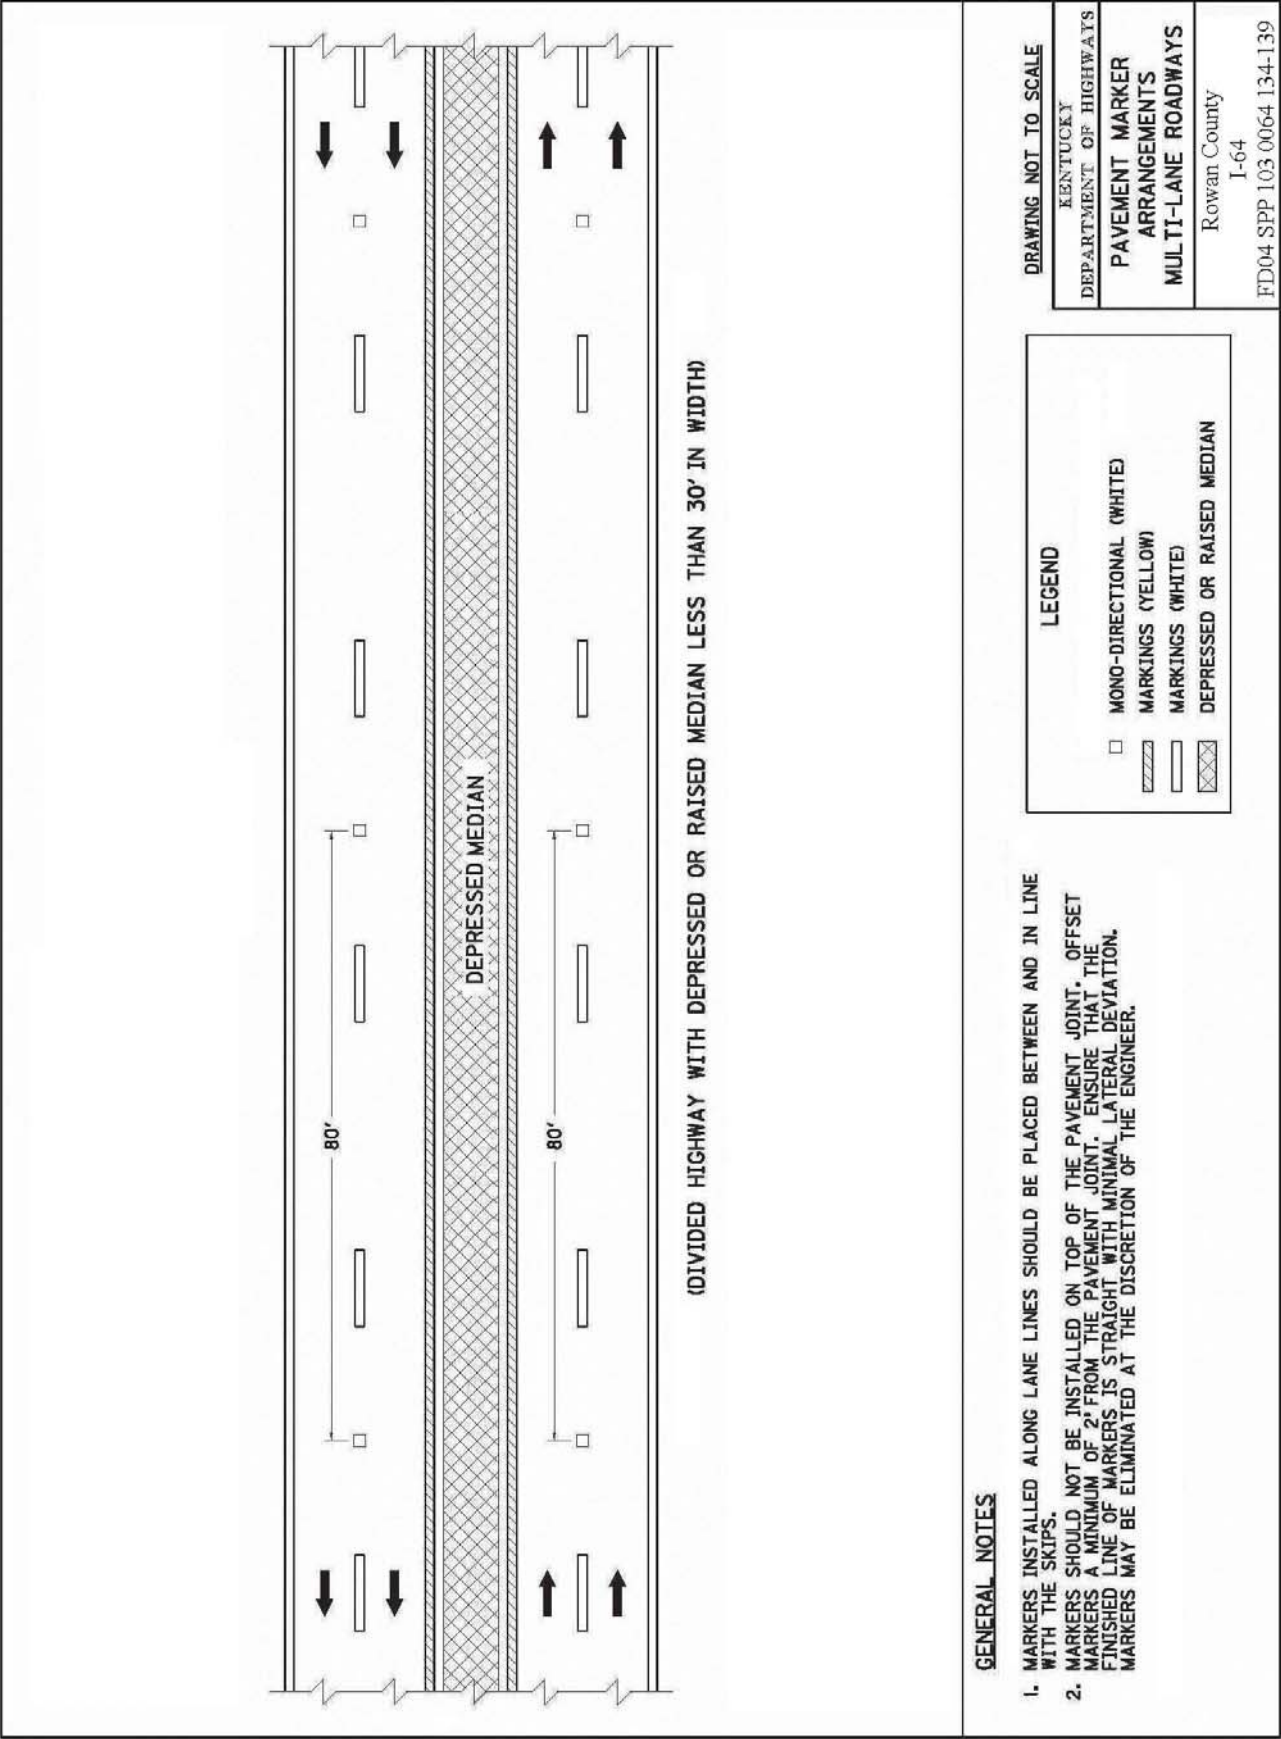 80'
DEPRESSED MEDIAN
80'
(DIVIDED HIGHWAY WITH DEPRESSED OR RAISED MEDIAN LESS THAN 30' IN WIDTH)
GENERAL NOTES
1. MARKERS INSTALLED ALONG LANE LINES SHOULD BE PLACED BETWEEN AND IN LINE
WITH THE SKIPS.
2. MARKERS SHOULD NOT BE INSTALLED ON TOP OF THE PAVEMENT JOINT. OFFSET
MARKERS A MINIMUM OF 2' FROM THE PAVEMENT JOINT. ENSURE THAT THE
FINISHED LINE OF MARKERS IS STRAIGHT WITH MINIMAL LATERAL DEVIATION.
MARKERS MAY BE ELIMINATED AT THE DISCRETION OF THE ENGINEER.
LEGEND
MONO-DIRECTIONAL (WHITE)
MARKINGS (YELLOW)
MARKINGS (WHITE)
DEPRESSED OR RAISED MEDIAN
DRAWING NOT TO SCALE
KENTUCKY
DEPARTMENT OF HIGHWAYS
PAVEMENT MARKER
ARRANGEMENTS
MULTI-LANE ROADWAYS
Rowan County
I-64
FD04 SPP 103 0064 134-139